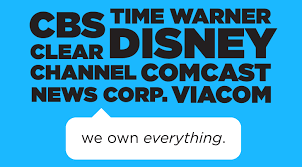 CBS TIME WARNER
CLEAR DISNEY
CHANNEL COMCAST
NEWS CORP. VIACOM
we own everything.